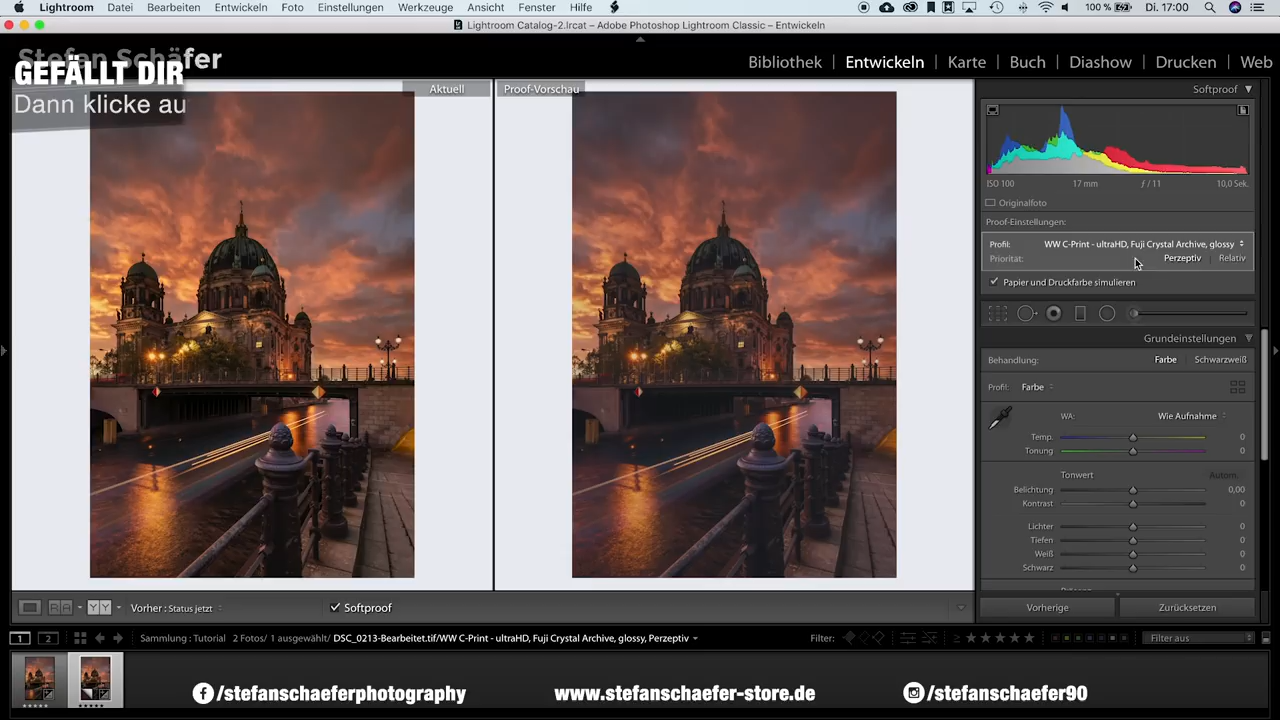 Lightroom Datei Bearbeiten Entwickeln Foto Einstellungen Werkzeuge Ansicht Fenster Hilfe 100 % Di. 17:00
Lightroom Catalog-2.lrcat – Adobe Photoshop Lightroom Classic – Entwickeln
Stefan Schäfer
GEFÄLLT DIR
Dann klicke au
Bibliothek | Entwickeln | Karte | Buch | Diashow | Drucken | Web
Aktuell
Proof-Vorschau
Softproof
ISO 100 17 mm ƒ / 11 10,0 Sek.
Originalfoto
Proof-Einstellungen:
Profil: WW C-Print - ultraHD, Fuji Crystal Archive, glossy
Priorität: Perzeptiv | Relativ
Papier und Druckfarbe simulieren
Grundeinstellungen
Behandlung: Farbe | Schwarzweiß
Profil: Farbe
WA: Wie Aufnahme
Temp. 0
Tonung 0
Tonwert Autom.
Belichtung 0,00
Kontrast 0
Lichter 0
Tiefen 0
Weiß 0
Schwarz 0
RA YY Vorher : Status jetzt Softproof
Vorherige Zurücksetzen
1 2 Sammlung : Tutorial 2 Fotos/ 1 ausgewählt/ DSC_0213-Bearbeitet.tif/WW C-Print - ultraHD, Fuji Crystal Archive, glossy, Perzeptiv Filter: ≥ ★★★★★ Filter aus
/stefanschaeferphotography www.stefanschaefer-store.de /stefanschaefer90